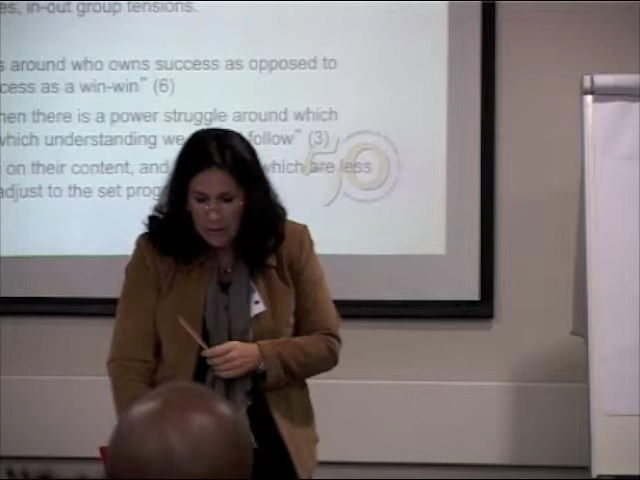 es, in-out group tensions.
s around who owns success as opposed to
cess as a win-win" (6)
hen there is a power struggle around which
which understanding we follow" (3)
on their content, and which are less
adjust to the set prog
50